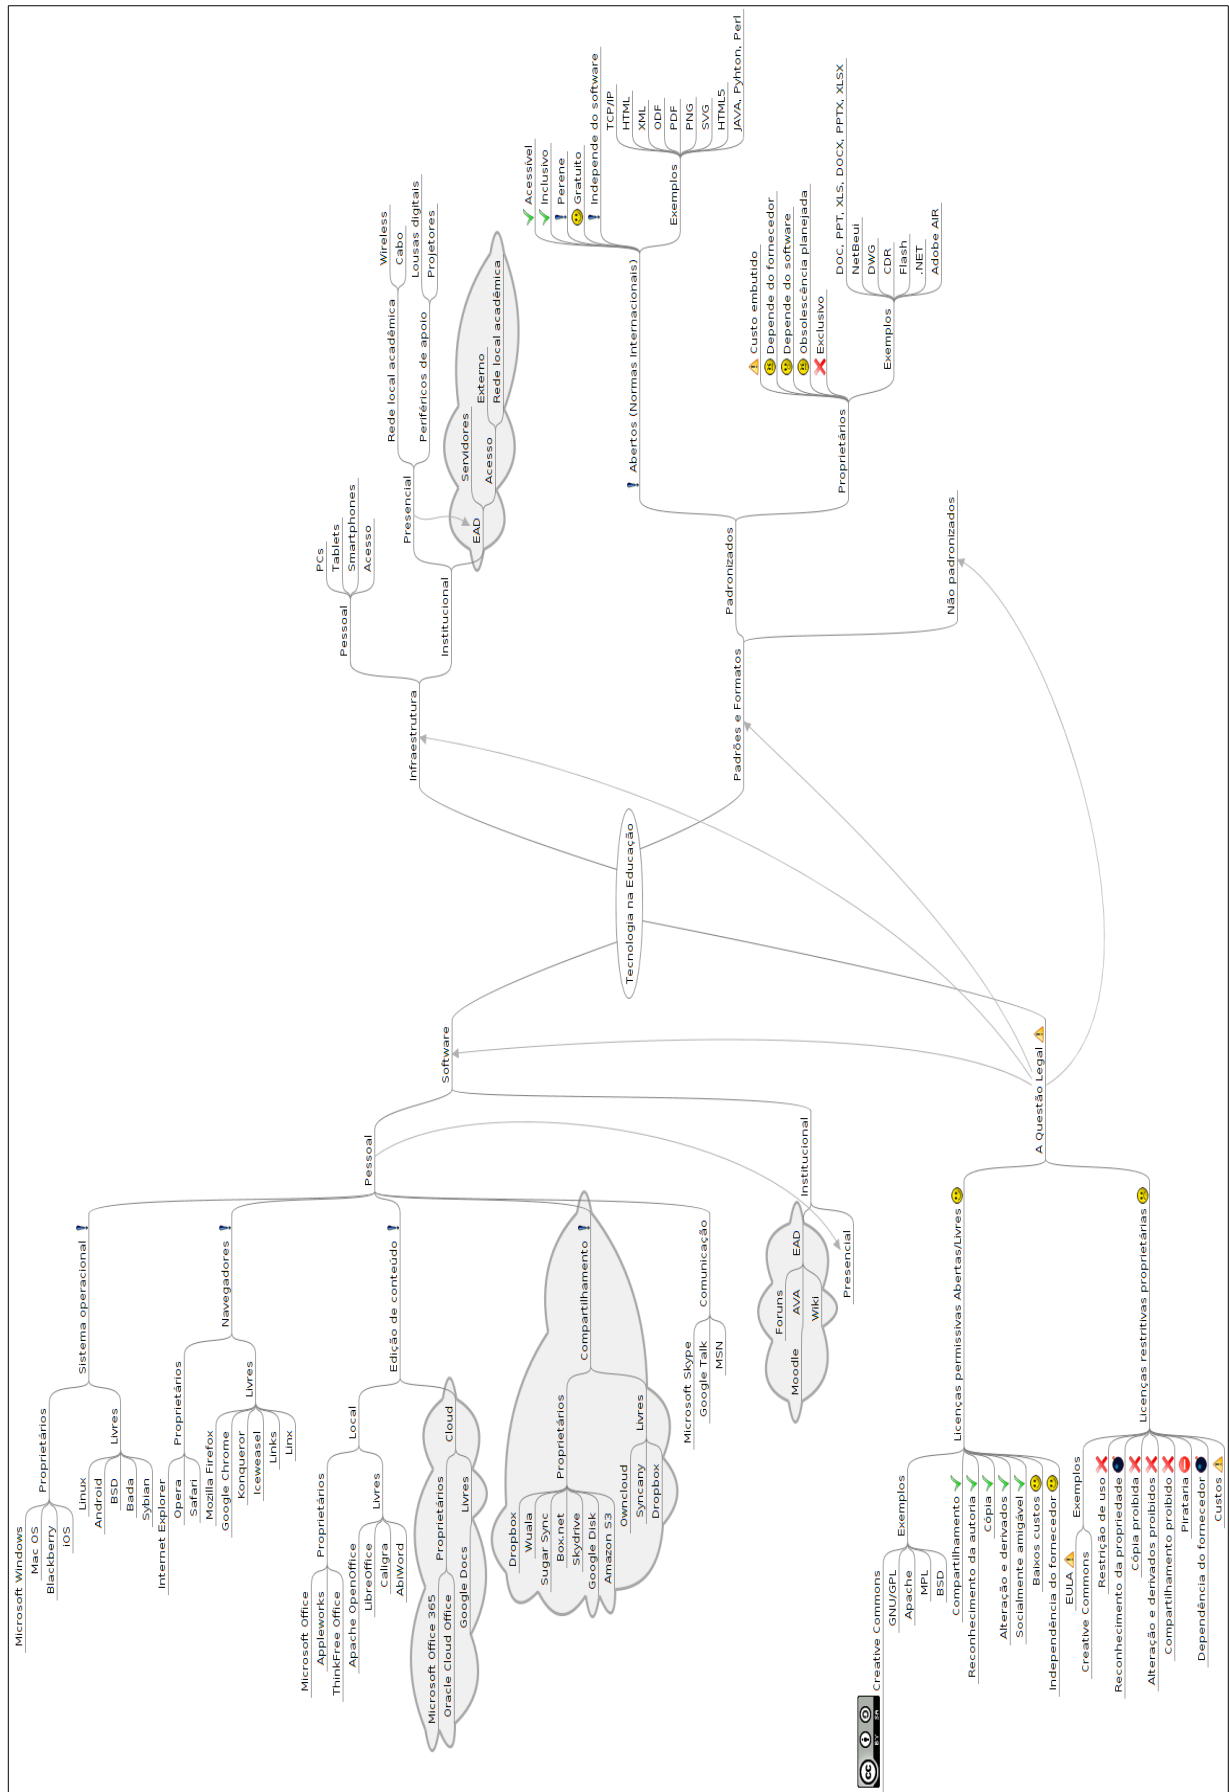 Tecnologia na Educação
Software
Pessoal
Sistema operacional
Proprietários
Microsoft Windows
Mac OS
Blackberry
iOS
Livres
Linux
Android
BSD
Bada
Sybian
Navegadores
Proprietários
Internet Explorer
Opera
Safari
Livres
Mozilla Firefox
Google Chrome
Konqueror
Iceweasel
Links
Linx
Edição de conteúdo
Local
Proprietários
Microsoft Office
Appleworks
ThinkFree Office
Livres
Apache OpenOffice
LibreOffice
Caligra
AbiWord
Cloud
Proprietários
Microsoft Office 365
Oracle Cloud Office
Livres
Google Docs
Compartilhamento
Proprietários
Dropbox
Wuala
Sugar Sync
Box.net
Skydrive
Google Disk
Amazon S3
Livres
Owncloud
Syncany
Dropbox
Comunicação
Microsoft Skype
Google Talk
MSN
Institucional
EAD
Foruns
AVA
Moodle
Wiki
Presencial
A Questão Legal
Licenças permissivas Abertas/Livres
Exemplos
Creative Commons
cc
BY
SA
GNU/GPL
Apache
MPL
BSD
Compartilhamento
Reconhecimento da autoria
Cópia
Alteração e derivados
Socialmente amigável
Baixos custos
Independência do fornecedor
Licenças restritivas proprietárias
Exemplos
EULA
Creative Commons
Restrição de uso
Reconhecimento da propriedade
Cópia proibida
Alteração e derivados proibidos
Compartilhamento proibido
Pirataria
Dependência do fornecedor
Custos
Infraestrutura
Pessoal
PCs
Tablets
Smartphones
Acesso
Institucional
Presencial
Rede local acadêmica
Wireless
Cabo
Periféricos de apoio
Lousas digitais
Projetores
EAD
Servidores
Acesso
Externo
Rede local acadêmica
Padrões e Formatos
Padronizados
Abertos (Normas Internacionais)
Acessível
Inclusivo
Perene
Gratuito
Independe do software
Exemplos
TCP/IP
HTML
XML
ODF
PDF
PNG
SVG
HTML5
JAVA, Pyhton, Perl
Proprietários
Custo embutido
Depende do fornecedor
Depende do software
Obsolescência planejada
Exclusivo
Exemplos
DOC, PPT, XLS, DOCX, PPTX, XLSX
NetBeui
DWG
CDR
Flash
.NET
Adobe AIR
Não padronizados